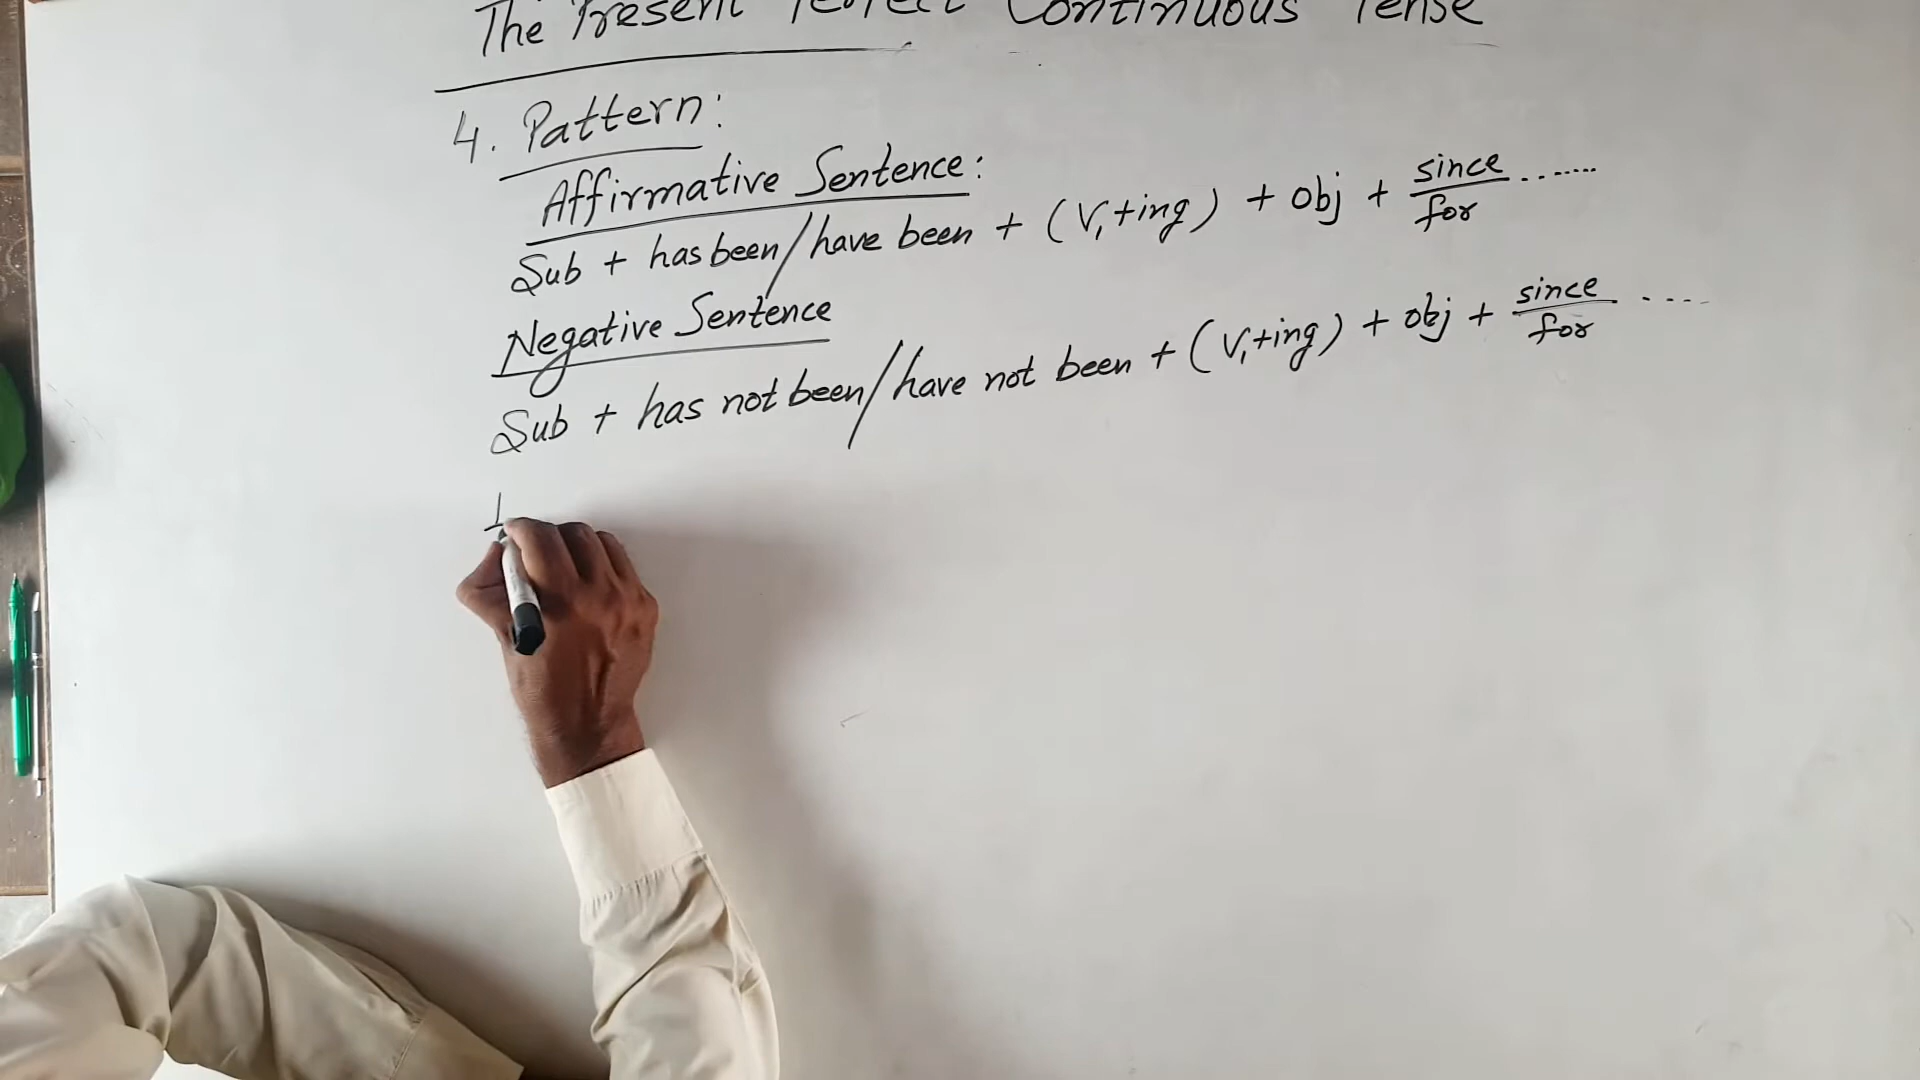 The Present Perfect Continuous Tense
4. Pattern:
Affirmative Sentence:
Sub + has been/have been + (V₁+ing) + obj + since/for .......
Negative Sentence
Sub + has not been/have not been + (V₁+ing) + obj + since/for ....
I